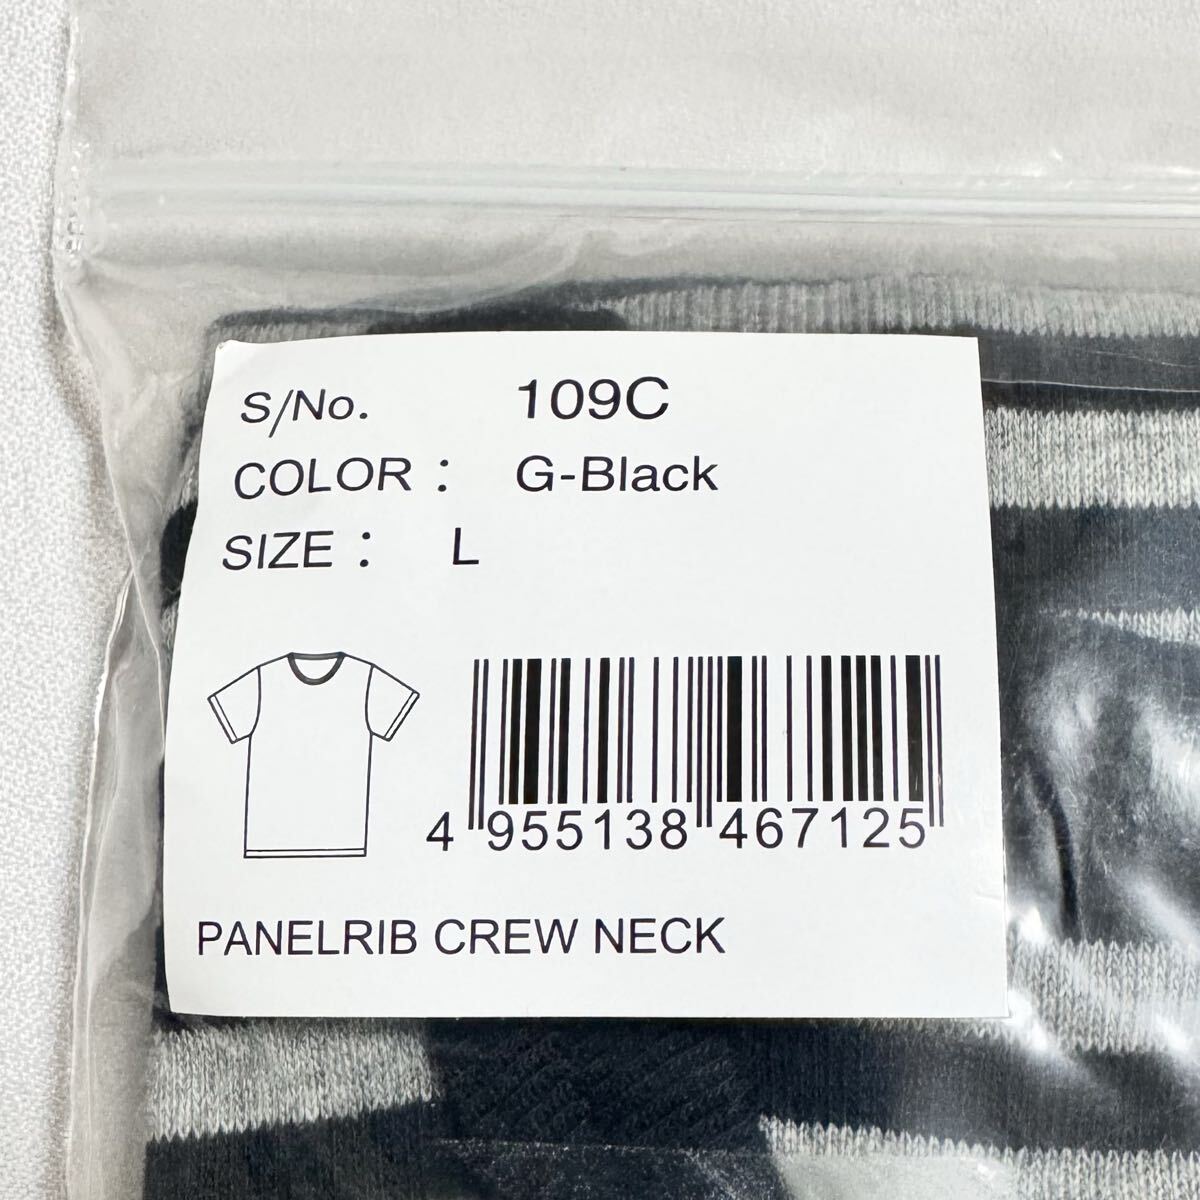 S/No. 109C
COLOR : G-Black
SIZE : L
4 955138 467125
PANELRIB CREW NECK